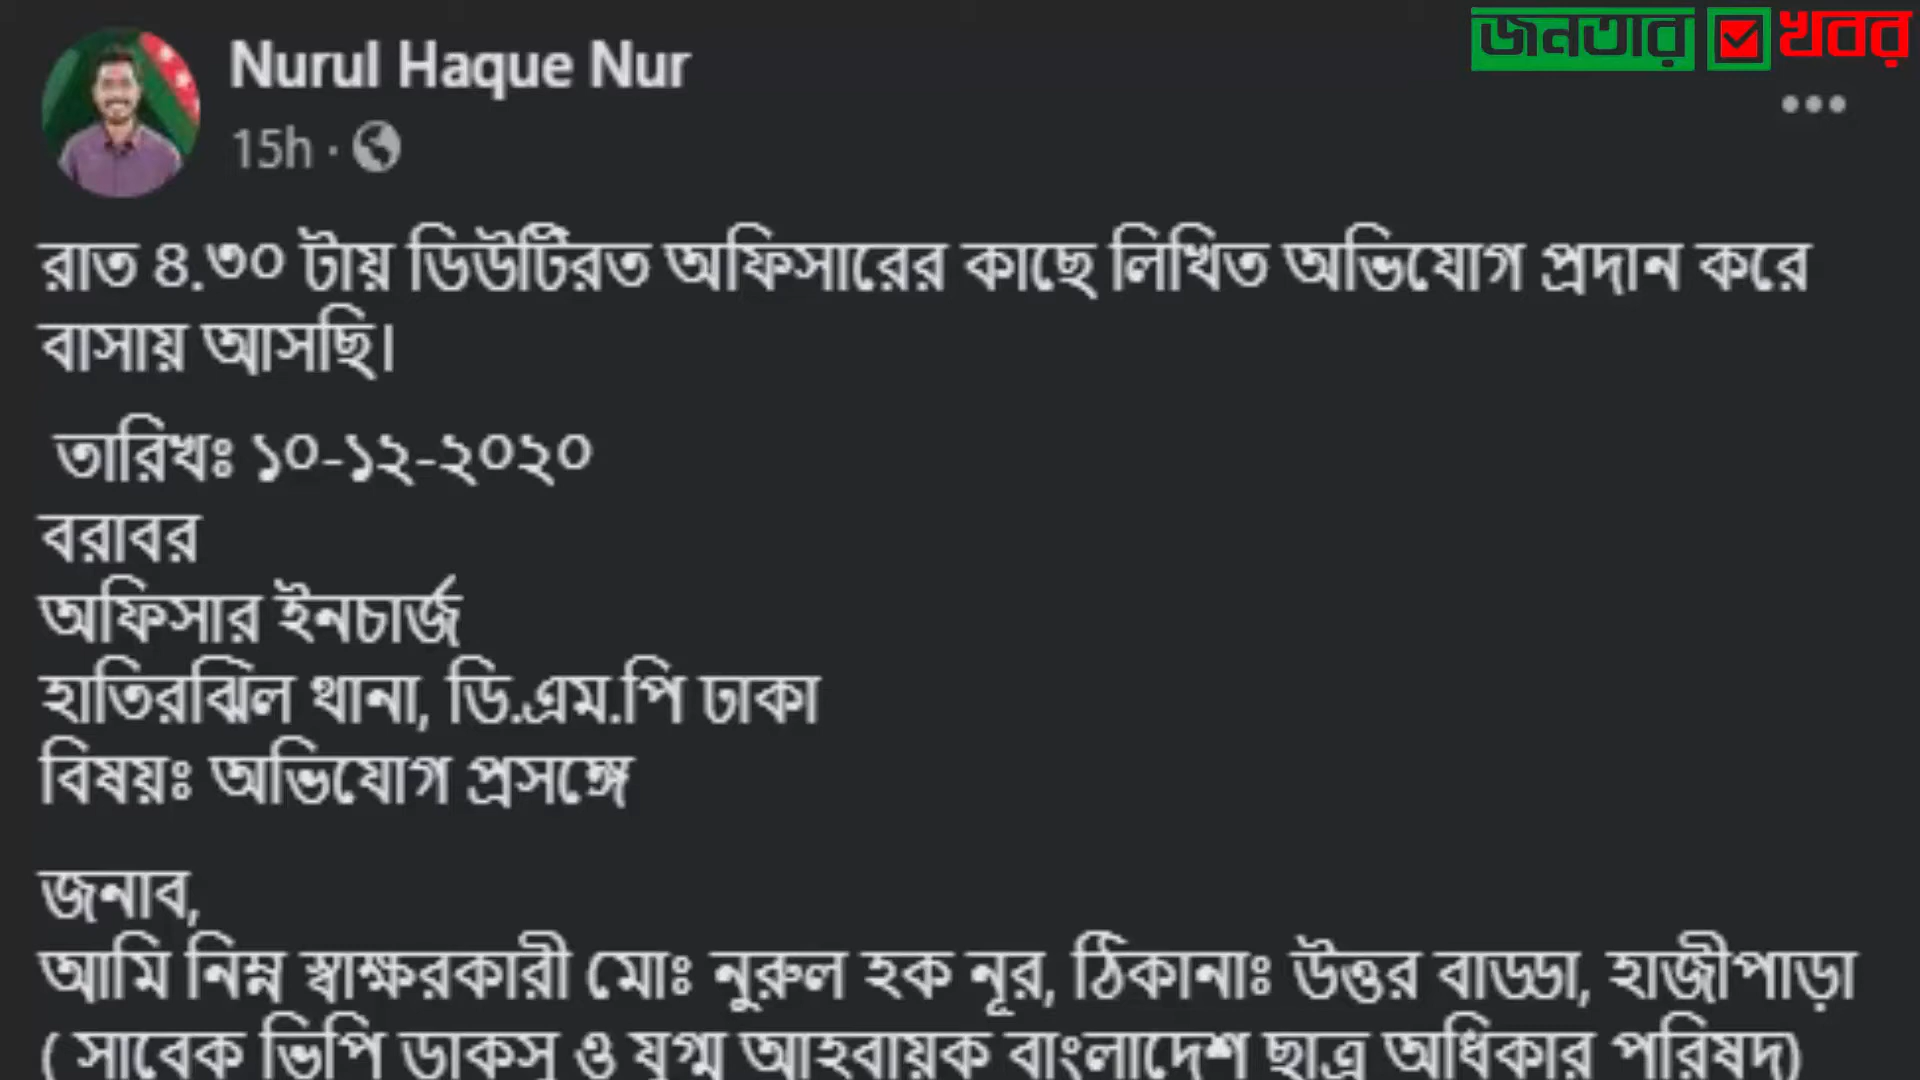 জনতার খবর
Nurul Haque Nur
15h ·
রাত ৪.৩০ টায় ডিউটিরত অফিসারের কাছে লিখিত অভিযোগ প্রদান করে
বাসায় আসছি।
তারিখঃ ১০-১২-২০২০
বরাবর
অফিসার ইনচার্জ
হাতিরঝিল থানা, ডি.এম.পি ঢাকা
বিষয়ঃ অভিযোগ প্রসঙ্গে
জনাব,
আমি নিম্ন স্বাক্ষরকারী মোঃ নুরুল হক নূর, ঠিকানাঃ উত্তর বাড্ডা, হাজীপাড়া
( সাবেক ভিপি ডাকসু ও যুগ্ম আহবায়ক বাংলাদেশ ছাত্র অধিকার পরিষদ)